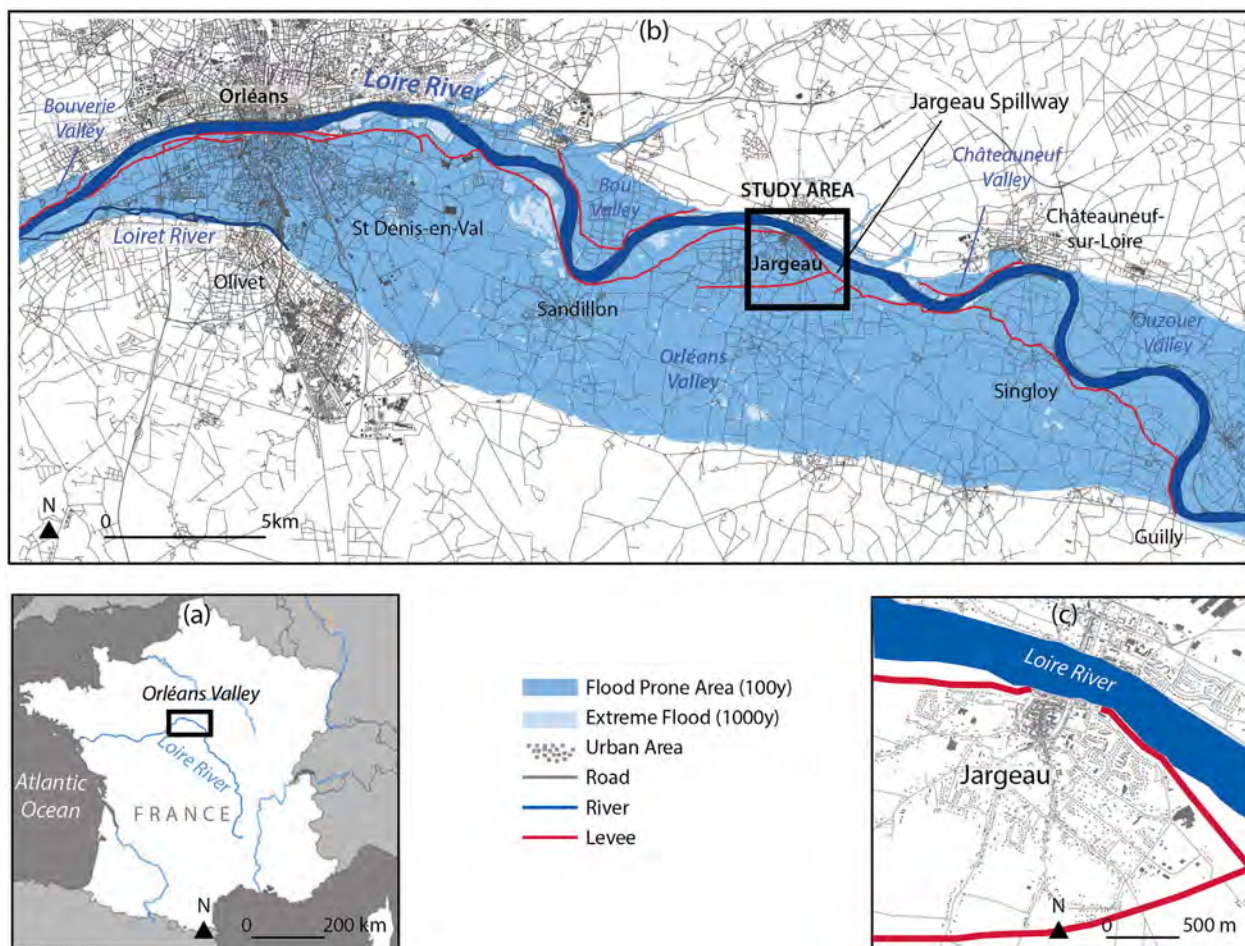 (b)
Loire River
Bouverie
Valley
Orléans
Jargeau Spillway
Châteauneuf
Valley
Bou
Valley
STUDY AREA
Châteauneuf-
sur-Loire
St Denis-en-Val
Loiret River
Olivet
Jargeau
Sandillon
Ouzouer
Valley
Orléans
Valley
Singloy
N
0
5km
Guilly
(a)
Orléans Valley
Loire River
Atlantic
Ocean
FRANCE
N
0
200 km
Flood Prone Area (100y)
Extreme Flood (1000y)
Urban Area
Road
River
Levee
(c)
Loire River
Jargeau
N
0
500 m